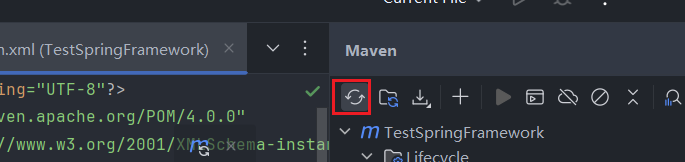 Current File
.xml (TestSpringFramework)
Maven
ing="UTF-8"?>
ven.apache.org/POM/4.0.0"
//www.w3.org/2001/XMLSchema-instan
TestSpringFramework
Lifecycle